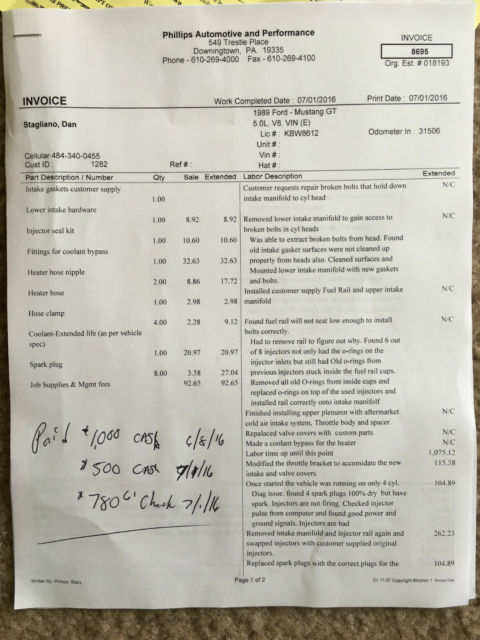 Phillips Automotive and Performance
549 Trestle Place
Downingtown, PA. 19335
Phone - 610-269-4000 Fax - 610-269-4100
INVOICE
8695
Org. Est. # 018193
INVOICE
Work Completed Date : 07/01/2016
Print Date : 07/01/2016
Stagliano, Dan
1989 Ford - Mustang GT
5.0L, V8, VIN (E)
Lic # : KBW8612
Odometer In : 31506
Unit # :
Cellular 484-340-0455
Vin # :
Cust ID : 1282
Ref # :
Hat # :
Part Description / Number Qty Sale Extended Labor Description Extended
Intake gaskets customer supply
1.00
Lower intake hardware
1.00 8.92 8.92
Injector seal kit
1.00 10.60 10.60
Fittings for coolant bypass
1.00 32.63 32.63
Heater hose nipple
2.00 8.86 17.72
Heater hose
1.00 2.98 2.98
Hose clamp
4.00 2.28 9.12
Coolant-Extended life (as per vehicle
spec)
1.00 20.97 20.97
Spark plug
8.00 3.38 27.04
Job Supplies & Mgmt fees 92.65 92.65
Customer requests repair broken bolts that hold down N/C
intake manifold to cyl head
Removed lower intake manifold to gain access to N/C
broken bolts in cyl heads
Was able to extract broken bolts from head. Found
old intake gasket surfaces were not cleaned up
properly from heads also. Cleaned surfaces and
Mounted lower intake manifold with new gaskets
and bolts.
Installed customer supply Fuel Rail and upper intake N/C
manifold
Found fuel rail will not seat low enough to install N/C
bolts correctly.
Had to remove rail to figure out why. Found 6 out
of 8 injectors not only had the o-rings on the
injector inlets but still had Old o-rings from
previous injectors stuck inside the fuel rail cups.
Removed all old O-rings from inside cups and
replaced o-rings on top of the used injectors and
installed rail correctly onto intake manifolf
Finished installing upper plenumn with aftermarket N/C
cold air intake system, Throttle body and spacer.
Repalaced valve covers with custom parts N/C
Made a coolant bypass for the heater N/C
Labor time up until this point 1,075.12
Modified the throttle bracket to accomidate the new 115.38
intake and valve covers
Once started the vehicle was running on only 4 cyl. 104.89
Diag issue. found 4 spark plugs 100% dry but have
spark. Injectors are not firing. Checked injector
pulse from computer and found good power and
ground signals. Injectors are bad
Removed intake manifold and injector rail again and 262.23
swapped injectors with customer supplied original
injectors.
Replaced spark plugs with the correct plugs for the 104.89
Paid $1,000 CASH 6/8/16
$500 CASH
$780 Check
Written By: Phillips, Stacy
Page 1 of 2